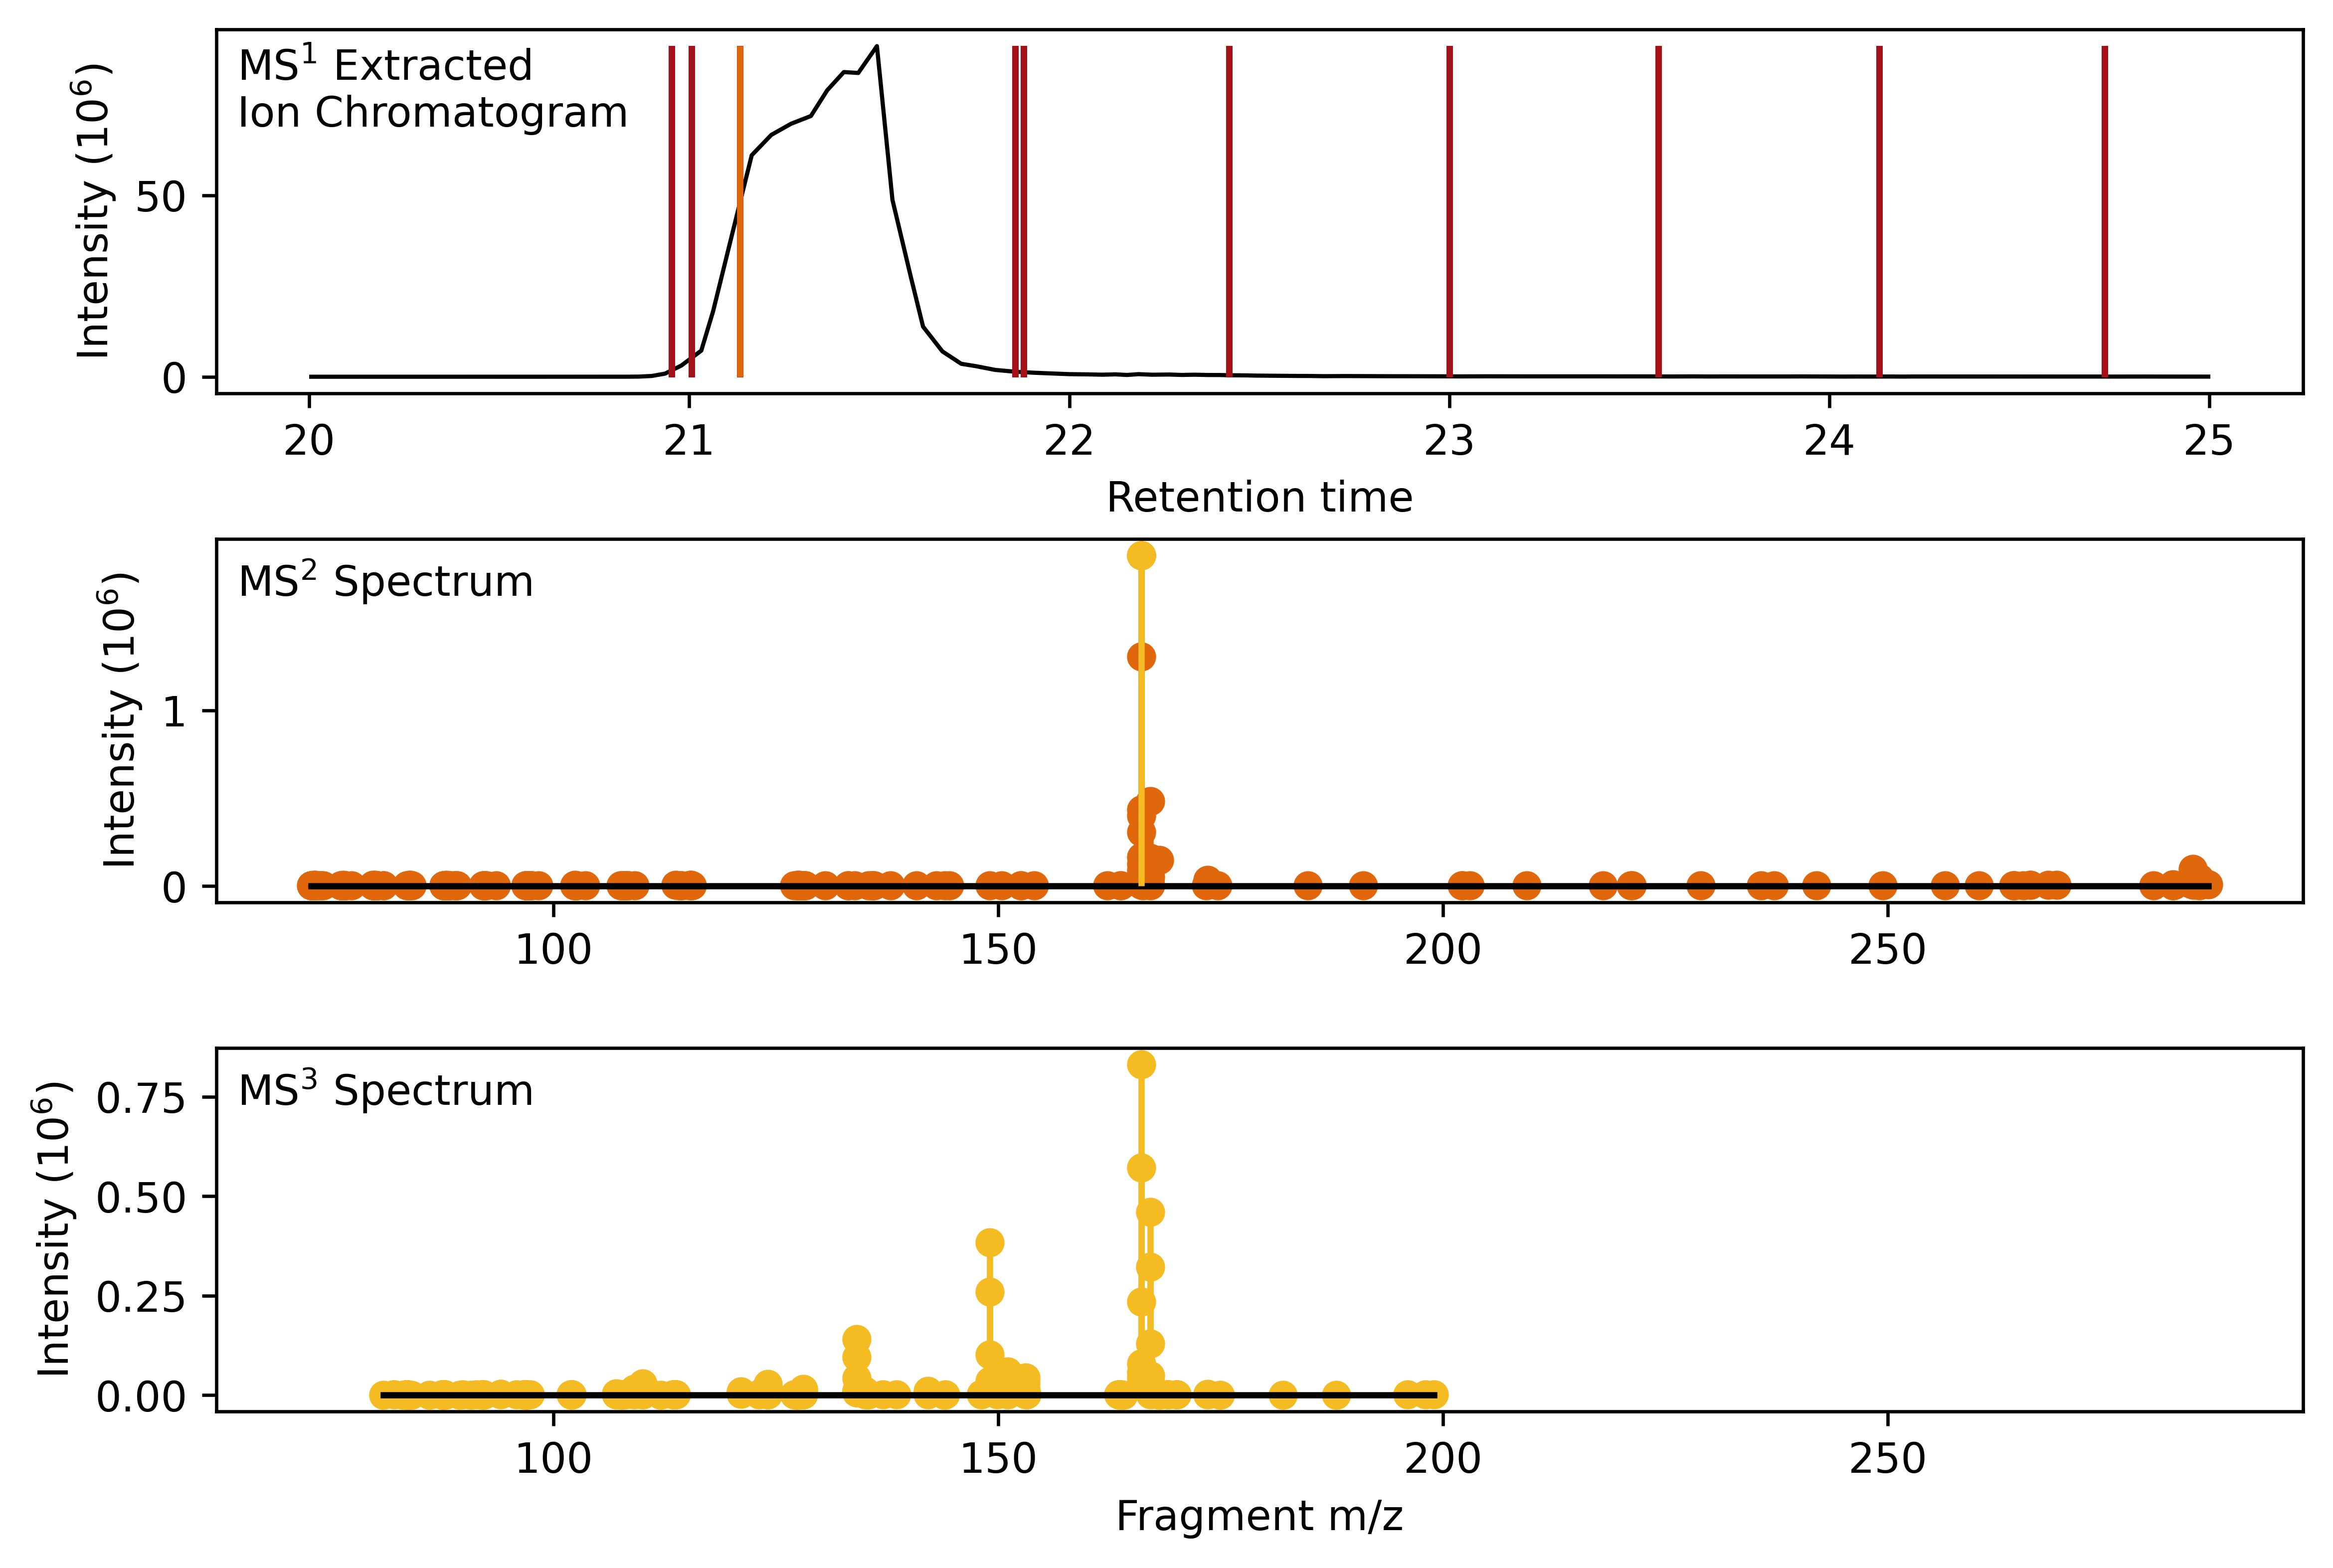 MS¹ Extracted
Ion Chromatogram
Intensity (10⁶)
50
0
20 21 22 23 24 25
Retention time
MS² Spectrum
Intensity (10⁶)
1
0
100 150 200 250
MS³ Spectrum
Intensity (10⁶)
0.75
0.50
0.25
0.00
100 150 200 250
Fragment m/z